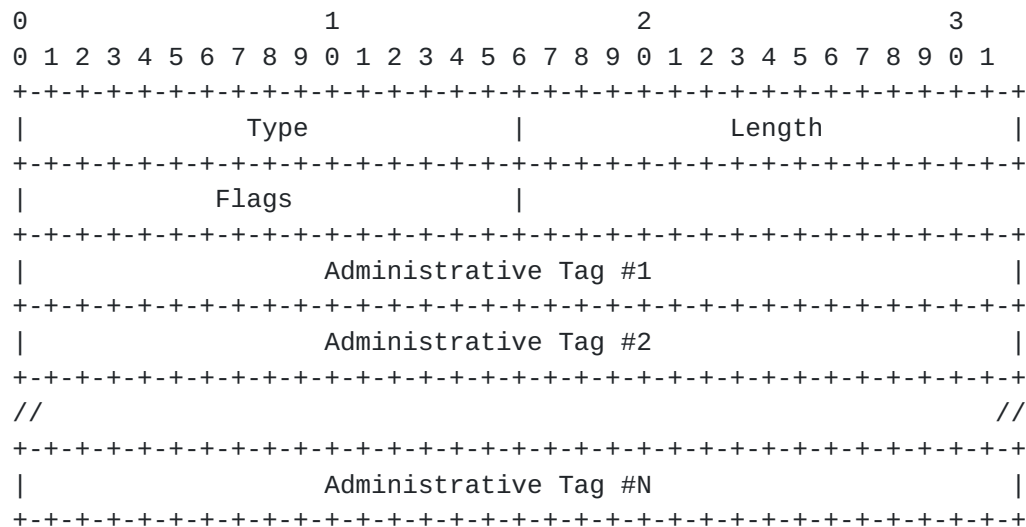 0                   1                   2                   3
0 1 2 3 4 5 6 7 8 9 0 1 2 3 4 5 6 7 8 9 0 1 2 3 4 5 6 7 8 9 0 1
+-+-+-+-+-+-+-+-+-+-+-+-+-+-+-+-+-+-+-+-+-+-+-+-+-+-+-+-+-+-+-+-+
|              Type             |             Length            |
+-+-+-+-+-+-+-+-+-+-+-+-+-+-+-+-+-+-+-+-+-+-+-+-+-+-+-+-+-+-+-+-+
|            Flags              |
+-+-+-+-+-+-+-+-+-+-+-+-+-+-+-+-+-+-+-+-+-+-+-+-+-+-+-+-+-+-+-+-+
|                   Administrative Tag #1                       |
+-+-+-+-+-+-+-+-+-+-+-+-+-+-+-+-+-+-+-+-+-+-+-+-+-+-+-+-+-+-+-+-+
|                   Administrative Tag #2                       |
+-+-+-+-+-+-+-+-+-+-+-+-+-+-+-+-+-+-+-+-+-+-+-+-+-+-+-+-+-+-+-+-+
//                                                             //
+-+-+-+-+-+-+-+-+-+-+-+-+-+-+-+-+-+-+-+-+-+-+-+-+-+-+-+-+-+-+-+-+
|                   Administrative Tag #N                       |
+-+-+-+-+-+-+-+-+-+-+-+-+-+-+-+-+-+-+-+-+-+-+-+-+-+-+-+-+-+-+-+-+